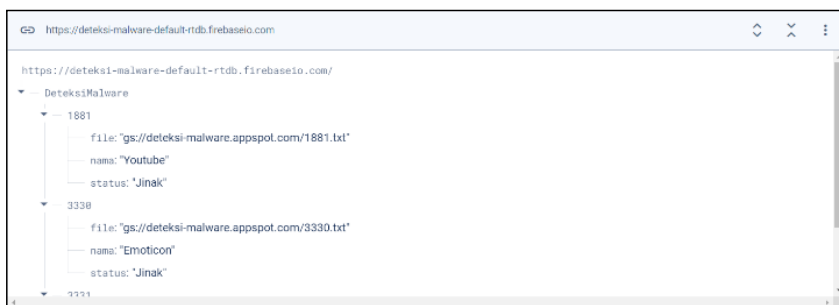 https://deteksi-malware-default-rtdb.firebaseio.com
https://deteksi-malware-default-rtdb.firebaseio.com/
DeteksiMalware
1881
file: "gs://deteksi-malware.appspot.com/1881.txt"
nama: "Youtube"
status: "Jinak"
3330
file: "gs://deteksi-malware.appspot.com/3330.txt"
nama: "Emoticon"
status: "Jinak"
3331